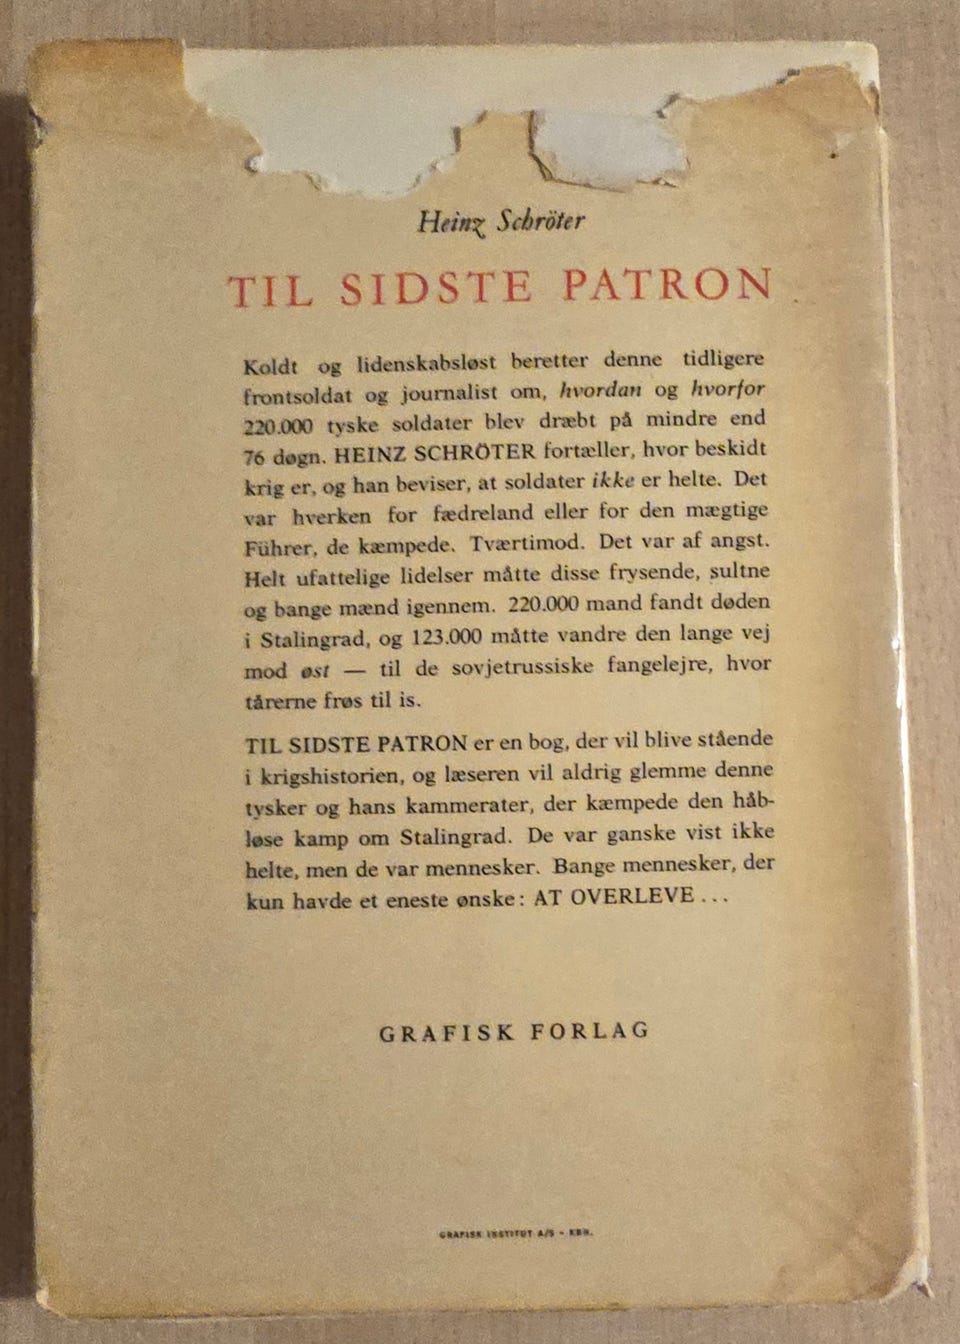 Heinz Schröter
TIL SIDSTE PATRON
Koldt og lidenskabsløst beretter denne tidligere
frontsoldat og journalist om, hvordan og hvorfor
220.000 tyske soldater blev dræbt på mindre end
76 døgn. HEINZ SCHRÖTER fortæller, hvor beskidt
krig er, og han beviser, at soldater ikke er helte. Det
var hverken for fædreland eller for den mægtige
Führer, de kæmpede. Tværtimod. Det var af angst.
Helt ufattelige lidelser måtte disse frysende, sultne
og bange mænd igennem. 220.000 mand fandt døden
i Stalingrad, og 123.000 måtte vandre den lange vej
mod øst — til de sovjetrussiske fangelejre, hvor
tårerne frøs til is.
TIL SIDSTE PATRON er en bog, der vil blive stående
i krigshistorien, og læseren vil aldrig glemme denne
tysker og hans kammerater, der kæmpede den håb-
løse kamp om Stalingrad. De var ganske vist ikke
helte, men de var mennesker. Bange mennesker, der
kun havde et eneste ønske: AT OVERLEVE ...
GRAFISK FORLAG
GRAFISK INSTITUT A/S - KBH.